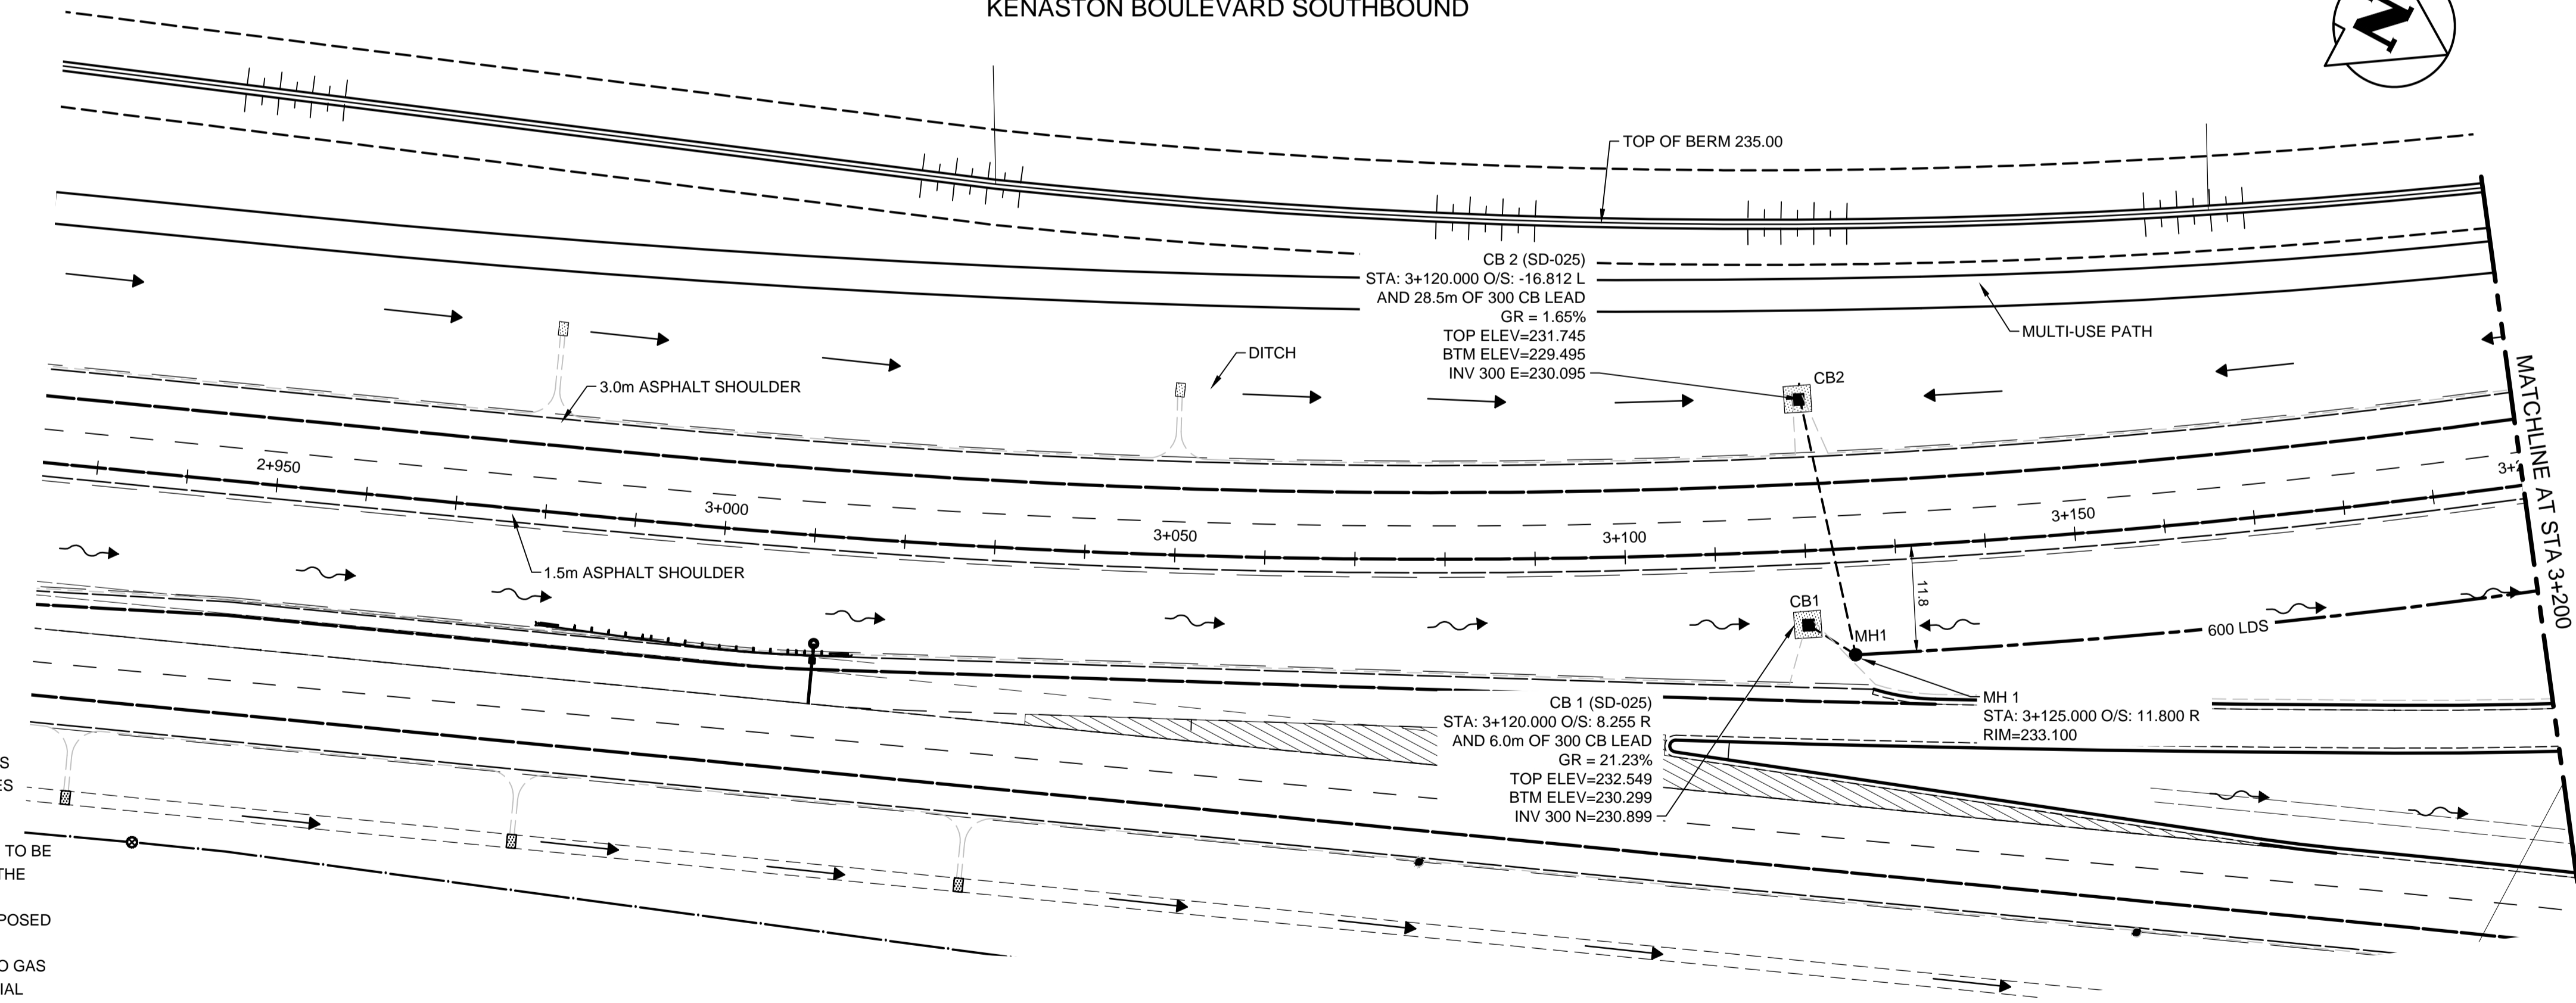 KENASTON BOULEVARD SOUTHBOUND
N
TOP OF BERM 235.00
CB 2 (SD-025)
STA: 3+120.000 O/S: -16.812 L
AND 28.5m OF 300 CB LEAD
GR = 1.65%
TOP ELEV=231.745
BTM ELEV=229.495
INV 300 E=230.095
MULTI-USE PATH
DITCH
3.0m ASPHALT SHOULDER
CB2
MATCHLINE AT STA 3+200
2+950
3+000
3+050
3+100
3+150
1.5m ASPHALT SHOULDER
11.8
CB1
MH1
600 LDS
CB 1 (SD-025)
STA: 3+120.000 O/S: 8.255 R
AND 6.0m OF 300 CB LEAD
GR = 21.23%
TOP ELEV=232.549
BTM ELEV=230.299
INV 300 N=230.899
MH 1
STA: 3+125.000 O/S: 11.800 R
RIM=233.100
TO BE
THE
GAS